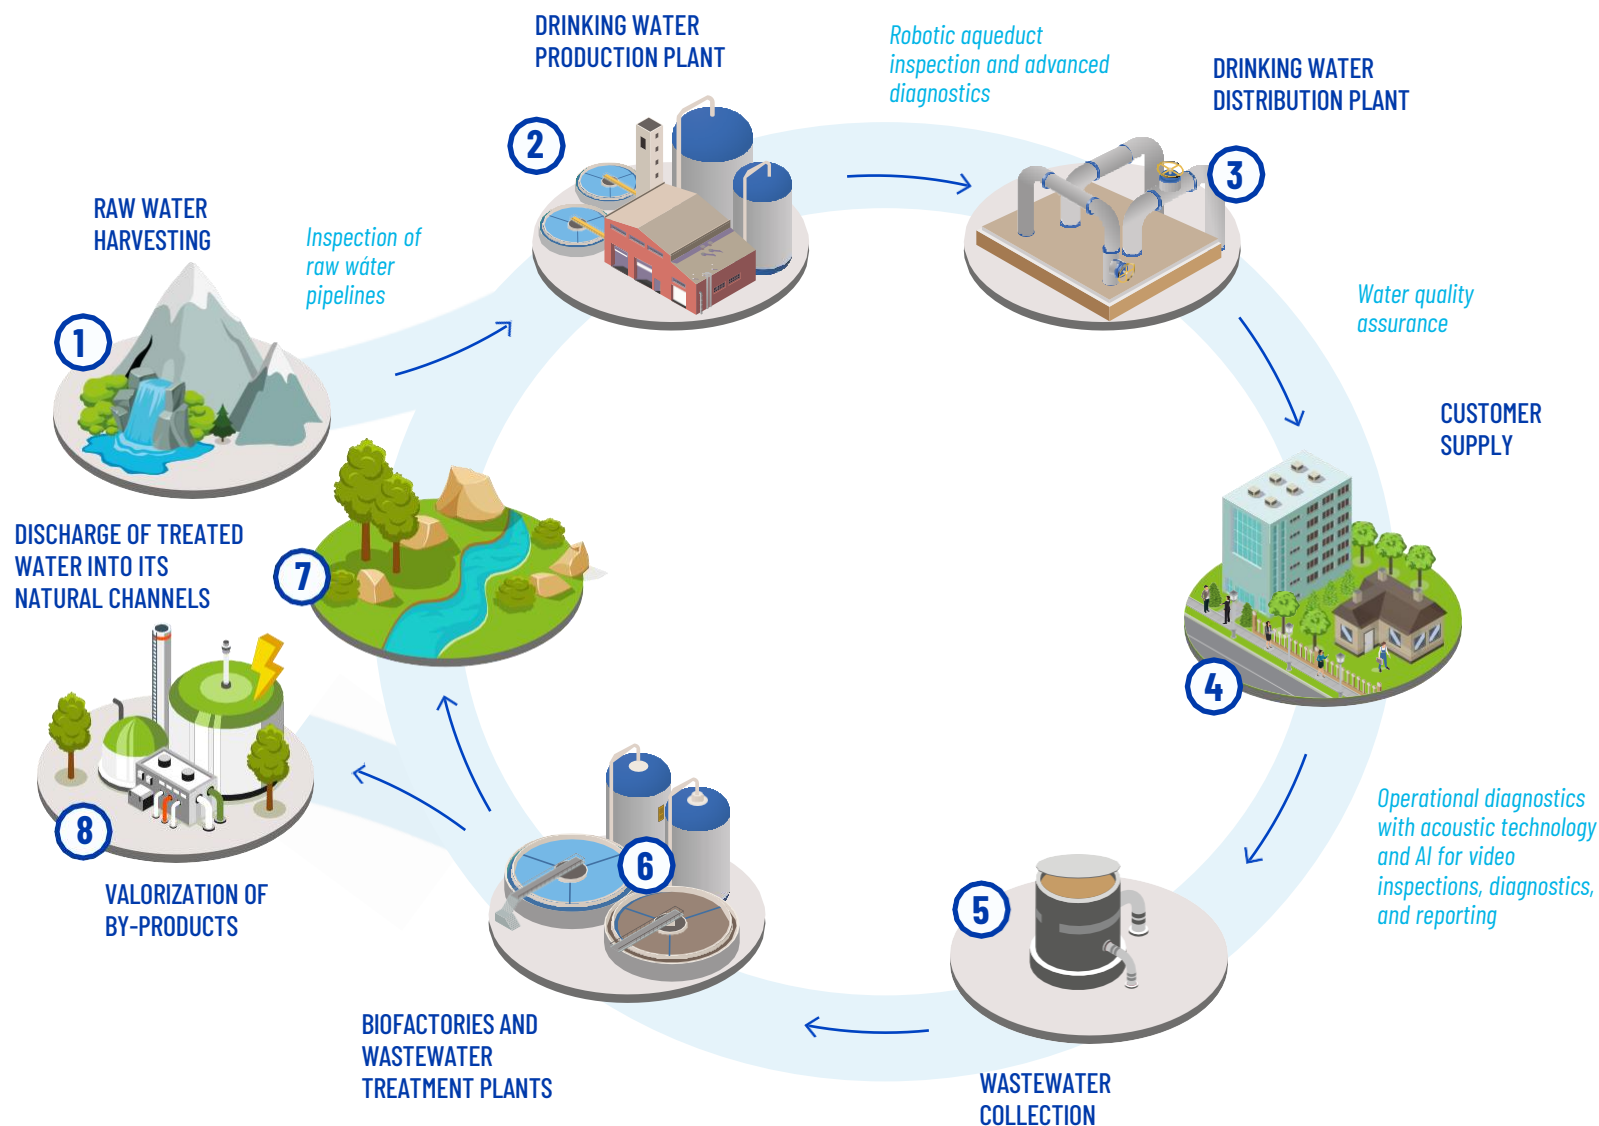 DRINKING WATER
PRODUCTION PLANT
2
Robotic aqueduct
inspection and advanced
diagnostics
DRINKING WATER
DISTRIBUTION PLANT
3
RAW WATER
HARVESTING
1
Inspection of
raw wáter
pipelines
Water quality
assurance
CUSTOMER
SUPPLY
4
DISCHARGE OF TREATED
WATER INTO ITS
NATURAL CHANNELS
7
8
VALORIZATION OF
BY-PRODUCTS
Operational diagnostics
with acoustic technology
and AI for video
inspections, diagnostics,
and reporting
6
5
BIOFACTORIES AND
WASTEWATER
TREATMENT PLANTS
WASTEWATER
COLLECTION